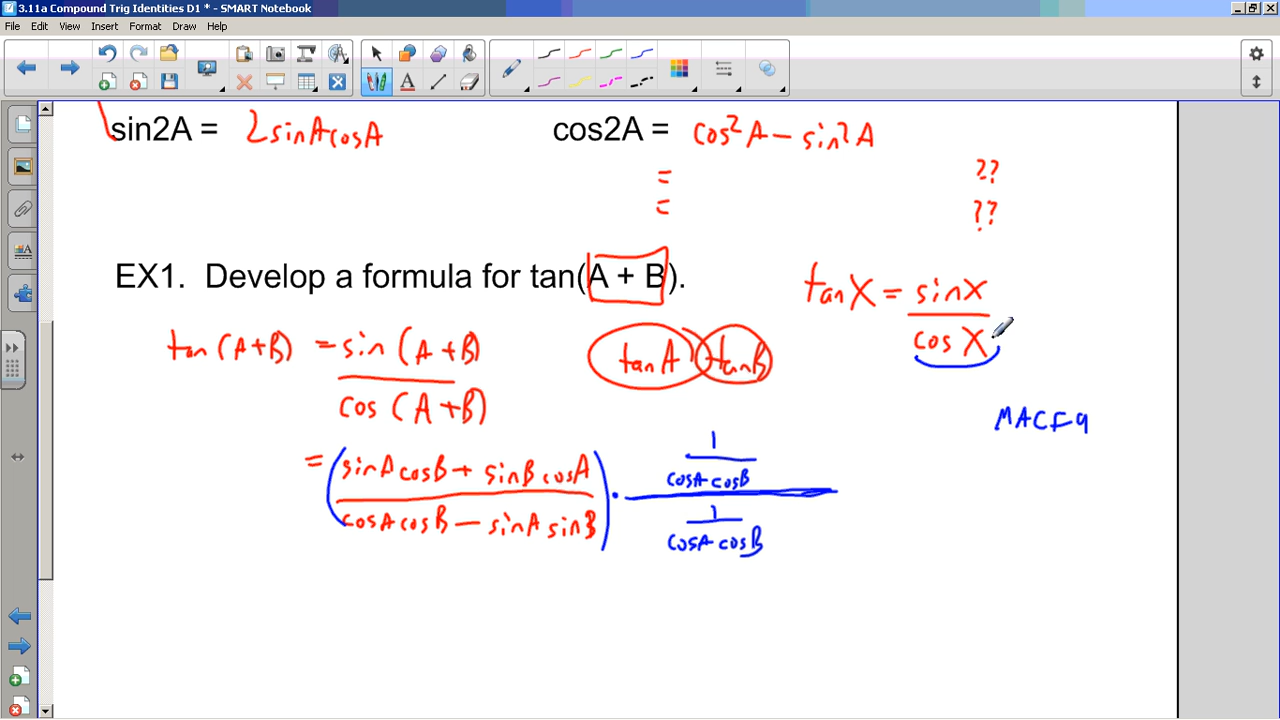 3.11a Compound Trig Identities D1 * - SMART Notebook
File Edit View Insert Format Draw Help
sin2A = 2sinAcosA
cos2A = cos²A − sin²A
= ??
= ??
EX1. Develop a formula for tan(A + B).
tanX = sinX / cosX
tan(A+B) = sin(A+B) / cos(A+B)
tanA tanB
MACF9
= (sinAcosB + sinBcosA / cosAcosB − sinAsinB) · 1/cosAcosB / 1/cosAcosB